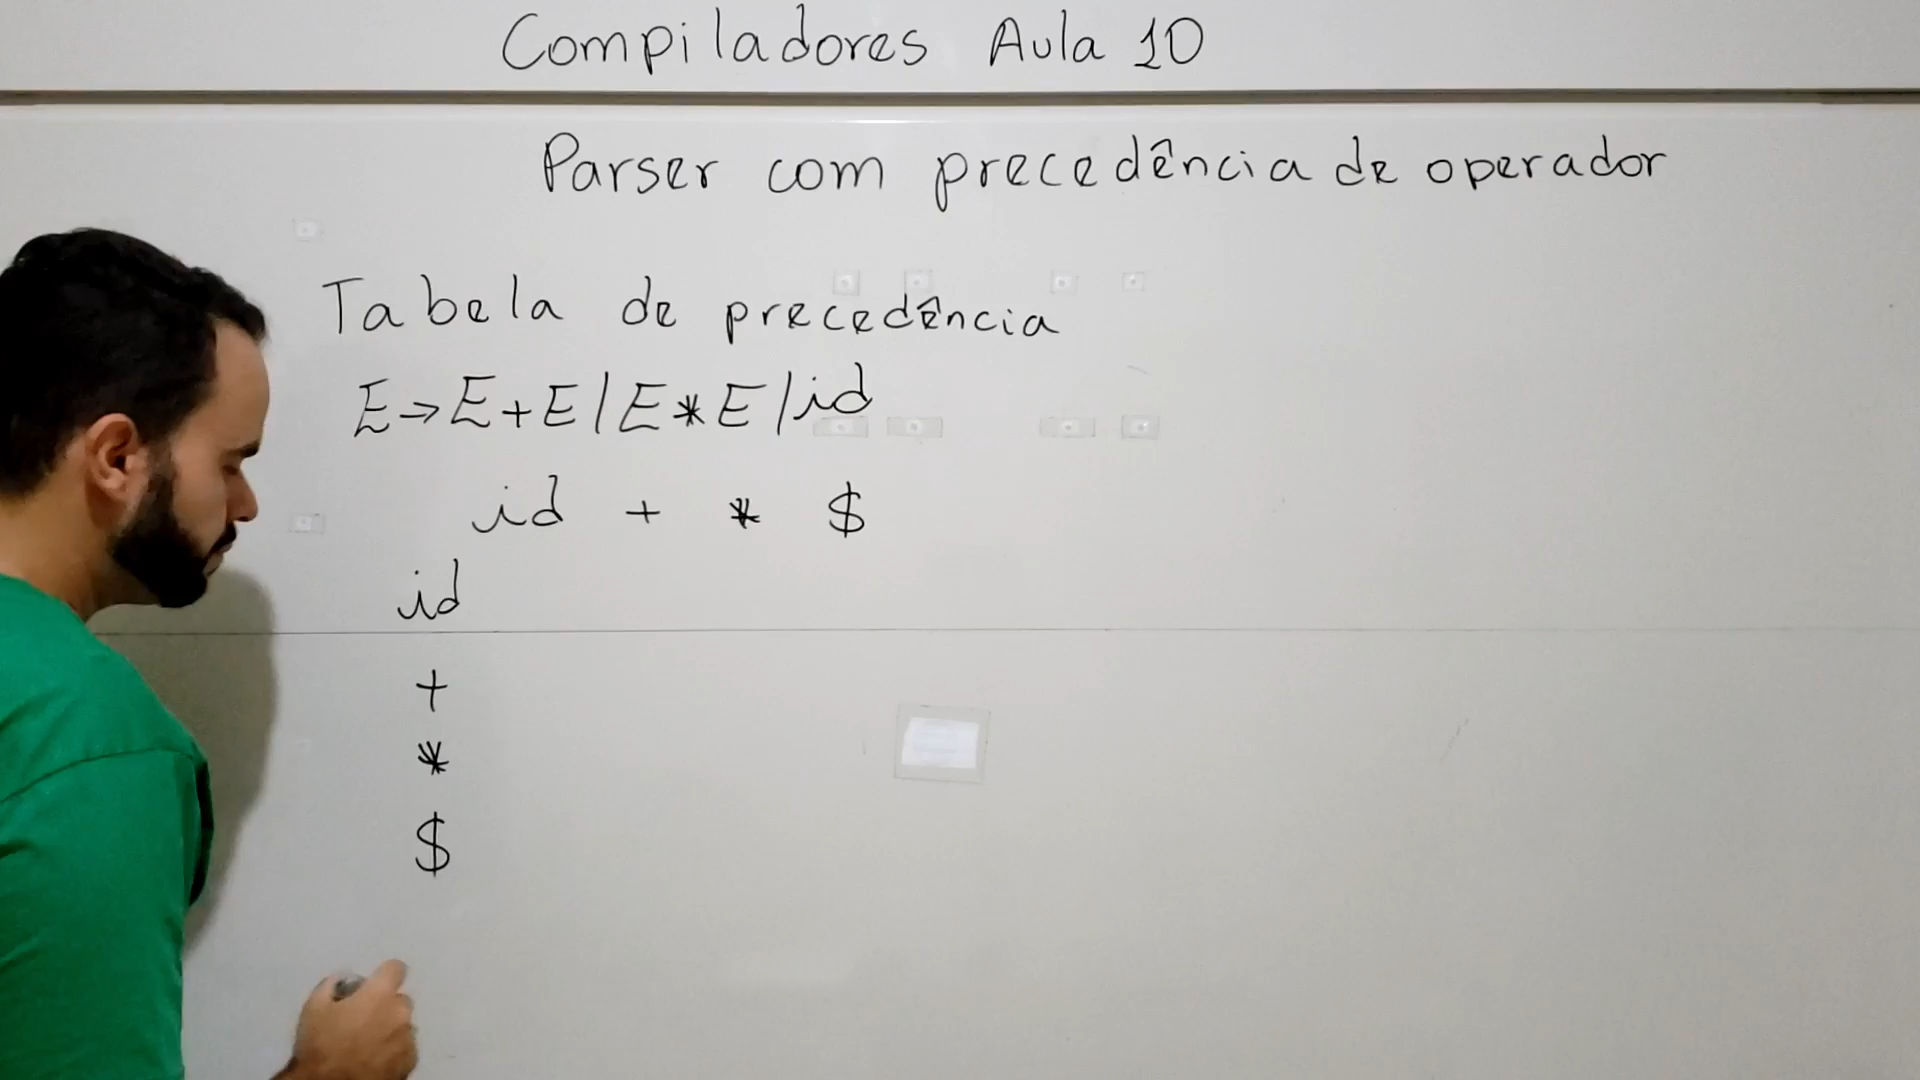 Compiladores Aula 10
Parser com precedência de operador
Tabela de precedência
E→E+E/E*E/id
id + * $
id
+
*
$